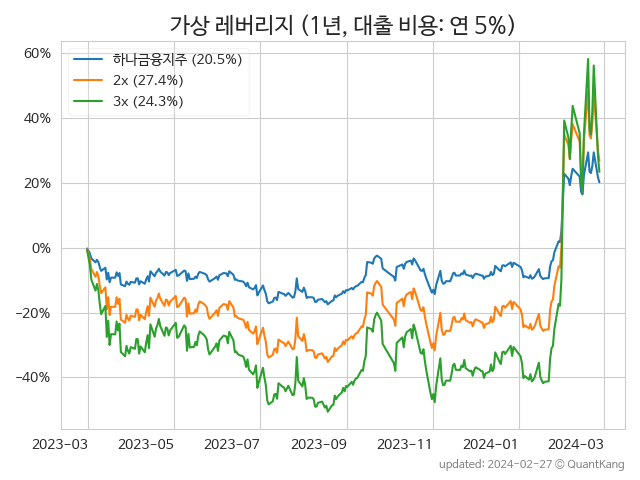 가상 레버리지 (1년, 대출 비용: 연 5%)
하나금융지주 (20.5%)
2x (27.4%)
3x (24.3%)
60%
40%
20%
0%
−20%
−40%
2023-03 2023-05 2023-07 2023-09 2023-11 2024-01 2024-03
updated: 2024-02-27 © QuantKang